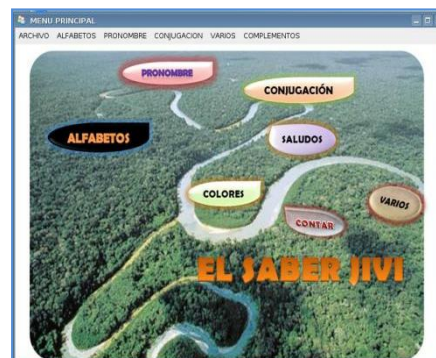 MENU PRINCIPAL
ARCHIVO ALFABETOS PRONOMBRE CONJUGACION VARIOS COMPLEMENTOS
PRONOMBRE
CONJUGACIÓN
ALFABETOS
SALUDOS
COLORES
VARIOS
CONTAR
EL SABER JIVI